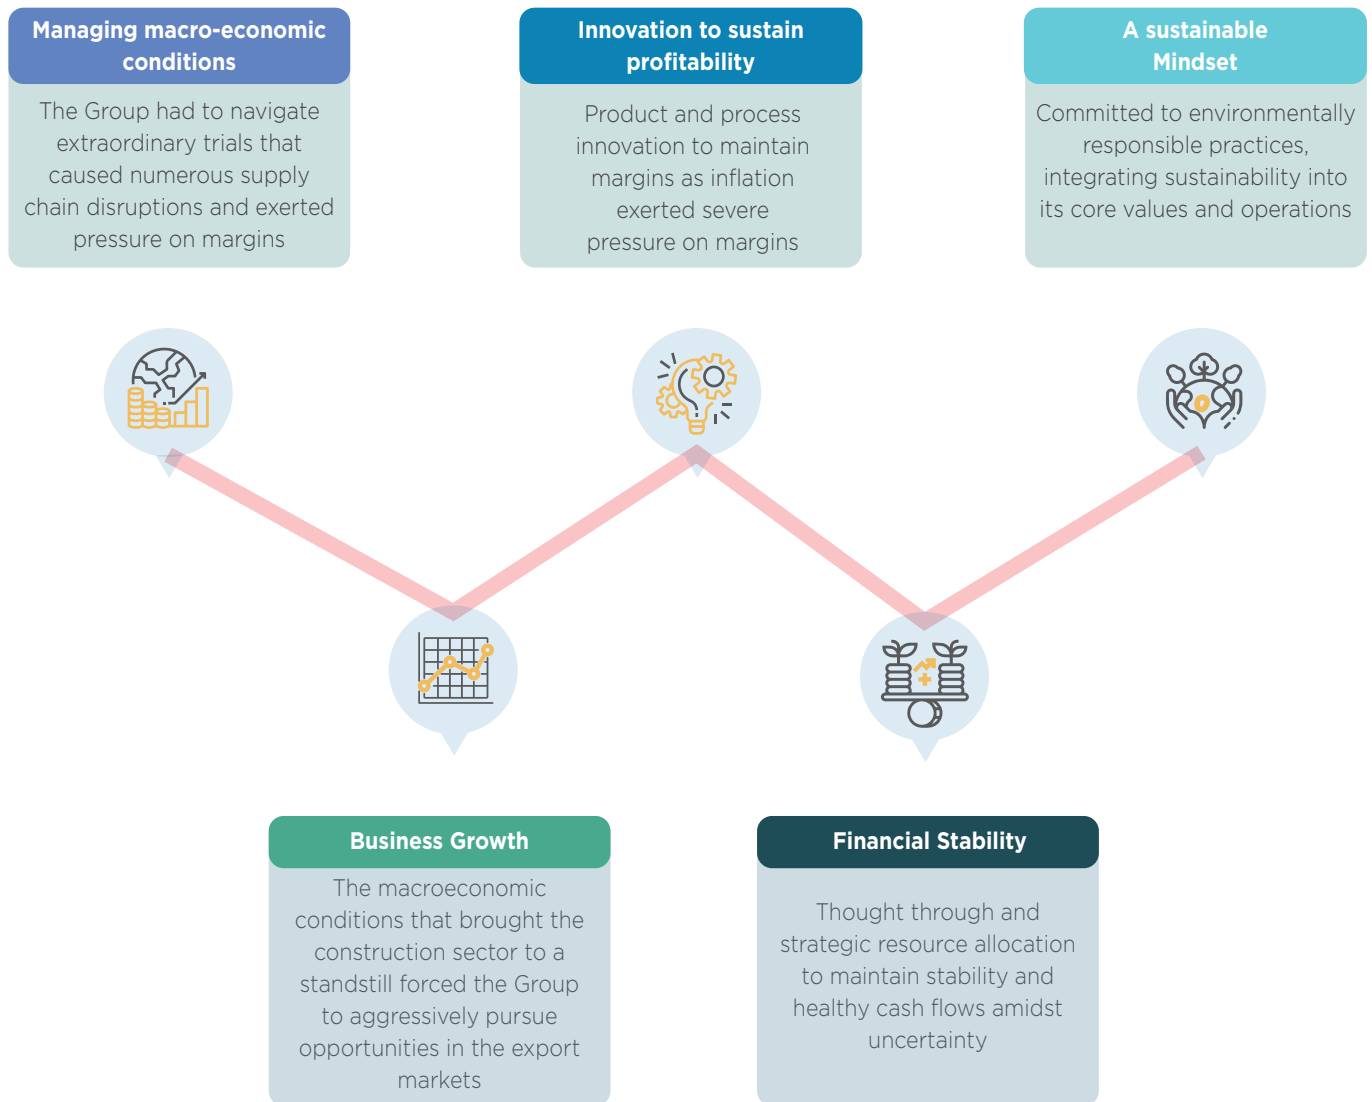 Managing macro-economic
conditions
The Group had to navigate
extraordinary trials that
caused numerous supply
chain disruptions and exerted
pressure on margins
Innovation to sustain
profitability
Product and process
innovation to maintain
margins as inflation
exerted severe
pressure on margins
A sustainable
Mindset
Committed to environmentally
responsible practices,
integrating sustainability into
its core values and operations
Business Growth
The macroeconomic
conditions that brought the
construction sector to a
standstill forced the Group
to aggressively pursue
opportunities in the export
markets
Financial Stability
Thought through and
strategic resource allocation
to maintain stability and
healthy cash flows amidst
uncertainty